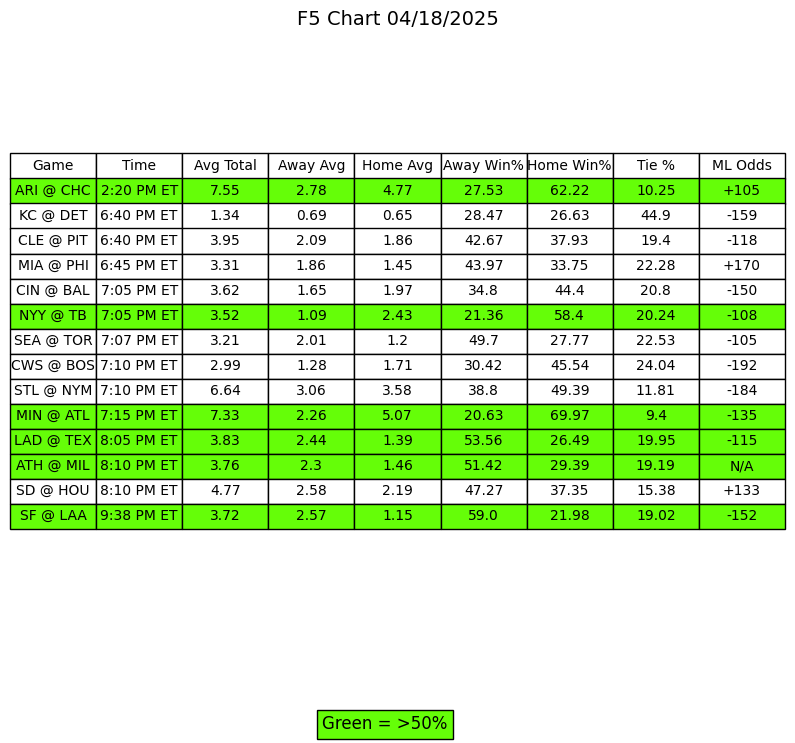 F5 Chart 04/18/2025
Game Time Avg Total Away Avg Home Avg Away Win% Home Win% Tie % ML Odds
ARI @ CHC 2:20 PM ET 7.55 2.78 4.77 27.53 62.22 10.25 +105
KC @ DET 6:40 PM ET 1.34 0.69 0.65 28.47 26.63 44.9 -159
CLE @ PIT 6:40 PM ET 3.95 2.09 1.86 42.67 37.93 19.4 -118
MIA @ PHI 6:45 PM ET 3.31 1.86 1.45 43.97 33.75 22.28 +170
CIN @ BAL 7:05 PM ET 3.62 1.65 1.97 34.8 44.4 20.8 -150
NYY @ TB 7:05 PM ET 3.52 1.09 2.43 21.36 58.4 20.24 -108
SEA @ TOR 7:07 PM ET 3.21 2.01 1.2 49.7 27.77 22.53 -105
CWS @ BOS 7:10 PM ET 2.99 1.28 1.71 30.42 45.54 24.04 -192
STL @ NYM 7:10 PM ET 6.64 3.06 3.58 38.8 49.39 11.81 -184
MIN @ ATL 7:15 PM ET 7.33 2.26 5.07 20.63 69.97 9.4 -135
LAD @ TEX 8:05 PM ET 3.83 2.44 1.39 53.56 26.49 19.95 -115
ATH @ MIL 8:10 PM ET 3.76 2.3 1.46 51.42 29.39 19.19 N/A
SD @ HOU 8:10 PM ET 4.77 2.58 2.19 47.27 37.35 15.38 +133
SF @ LAA 9:38 PM ET 3.72 2.57 1.15 59.0 21.98 19.02 -152
Green = >50%